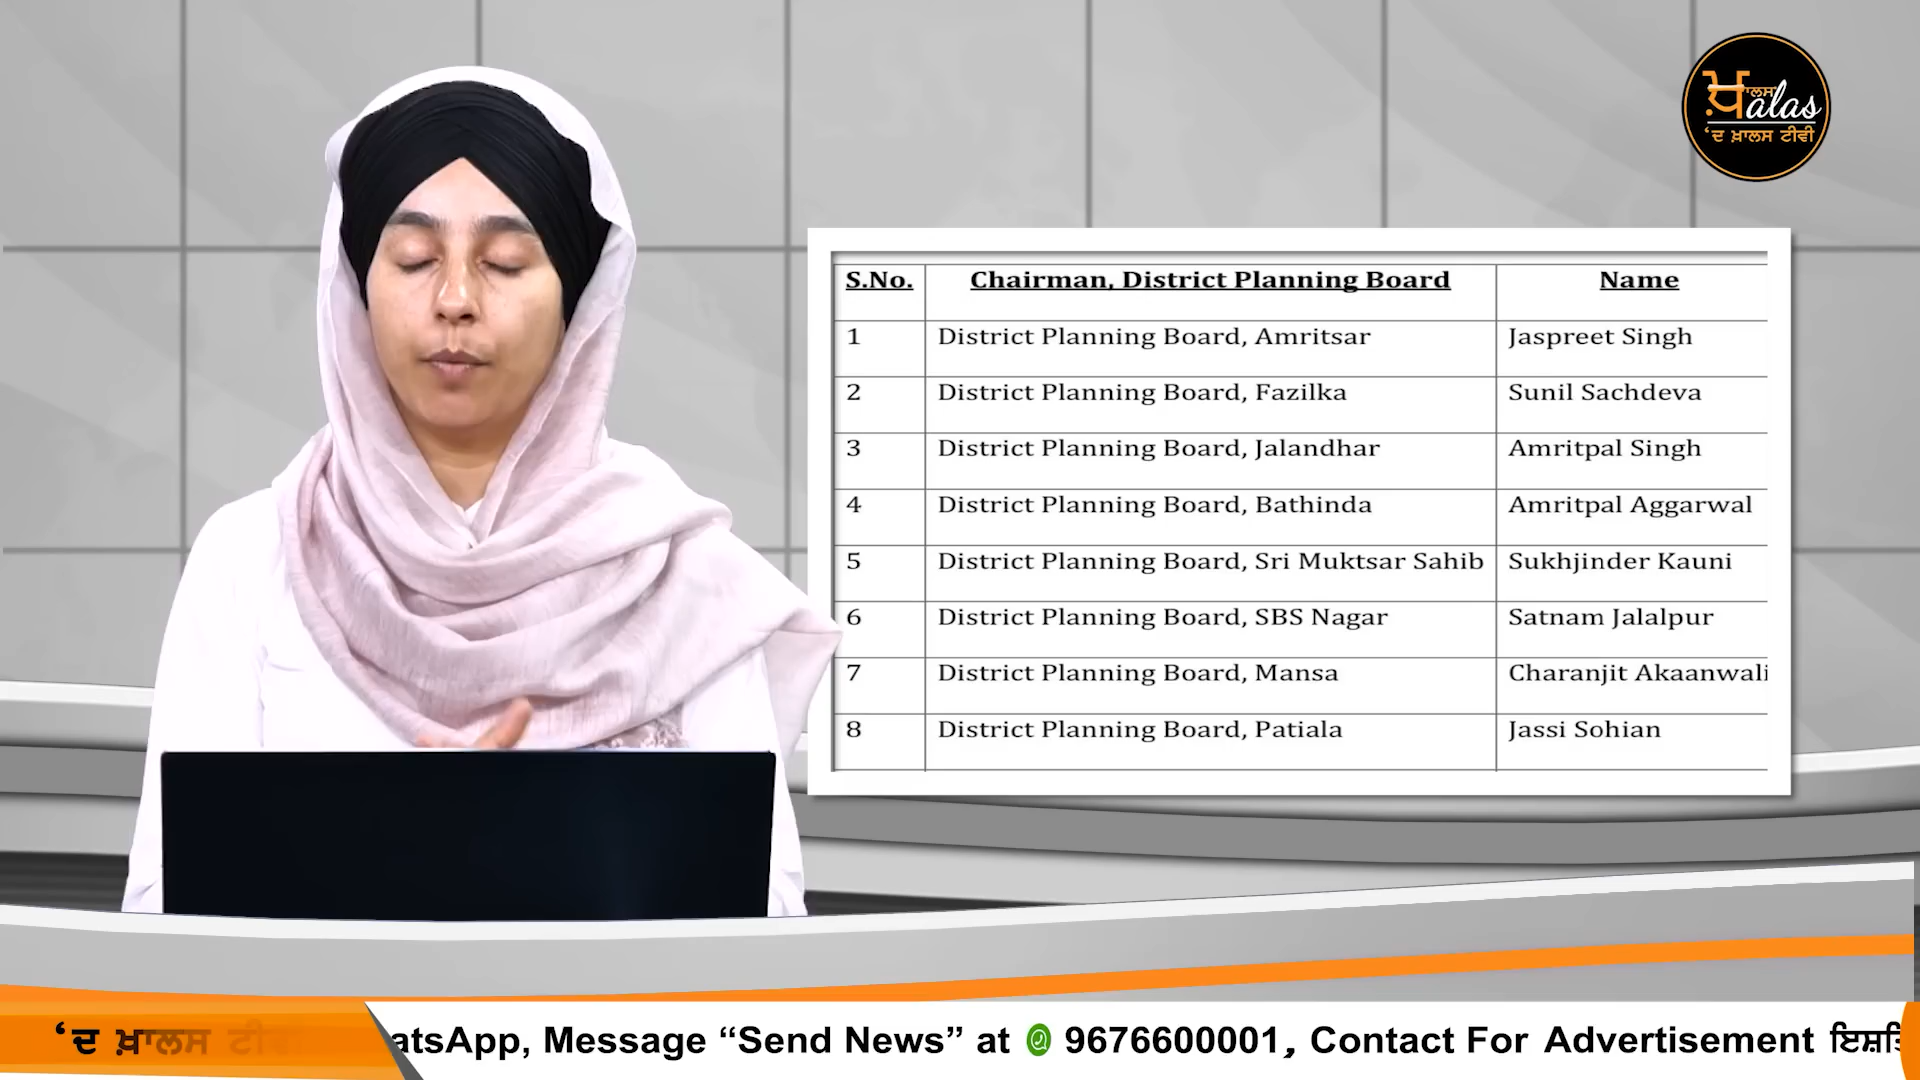 ਖ਼ਾਲਸ alas
‘ਦ ਖ਼ਾਲਸ ਟੀਵੀ
S.No. Chairman, District Planning Board Name
1 District Planning Board, Amritsar Jaspreet Singh
2 District Planning Board, Fazilka Sunil Sachdeva
3 District Planning Board, Jalandhar Amritpal Singh
4 District Planning Board, Bathinda Amritpal Aggarwal
5 District Planning Board, Sri Muktsar Sahib Sukhjinder Kauni
6 District Planning Board, SBS Nagar Satnam Jalalpur
7 District Planning Board, Mansa Charanjit Akaanwali
8 District Planning Board, Patiala Jassi Sohian
‘ਦ ਖ਼ਾਲਸ ਟੀਵੀ atsApp, Message “Send News” at 9676600001, Contact For Advertisement